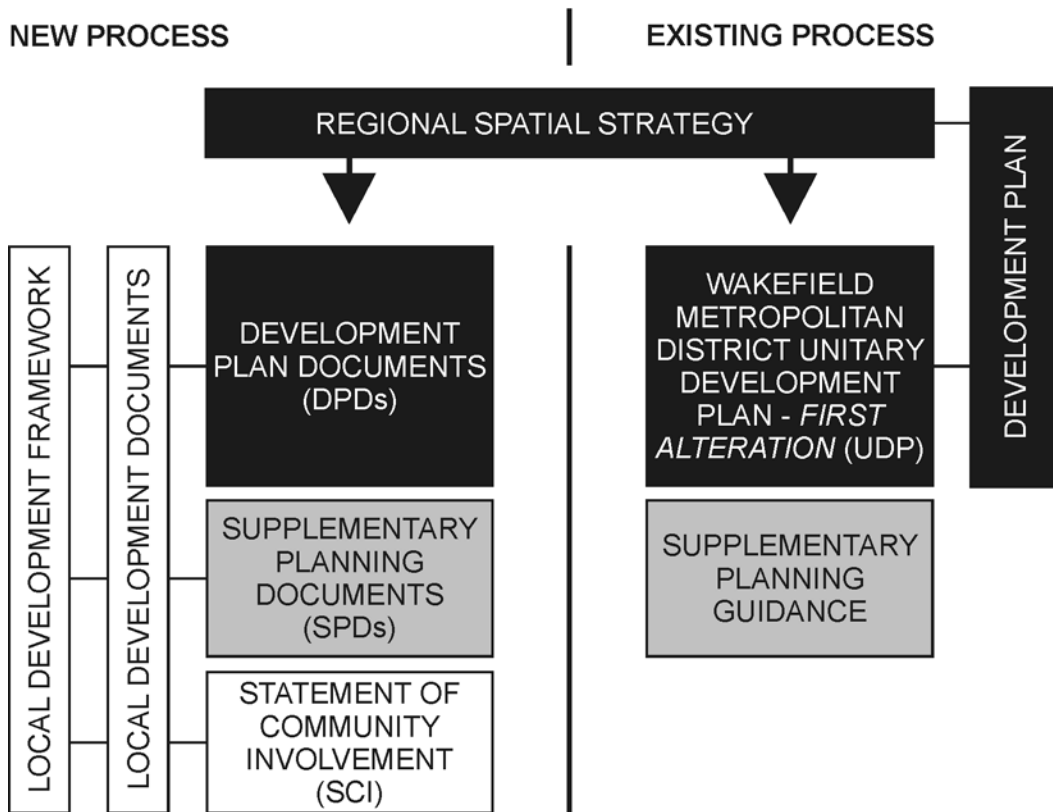 NEW PROCESS
EXISTING PROCESS
REGIONAL SPATIAL STRATEGY
DEVELOPMENT PLAN
LOCAL DEVELOPMENT FRAMEWORK
LOCAL DEVELOPMENT DOCUMENTS
DEVELOPMENT
PLAN DOCUMENTS
(DPDs)
WAKEFIELD
METROPOLITAN
DISTRICT UNITARY
DEVELOPMENT
PLAN - FIRST
ALTERATION (UDP)
SUPPLEMENTARY
PLANNING
DOCUMENTS
(SPDs)
SUPPLEMENTARY
PLANNING
GUIDANCE
STATEMENT OF
COMMUNITY
INVOLVEMENT
(SCI)